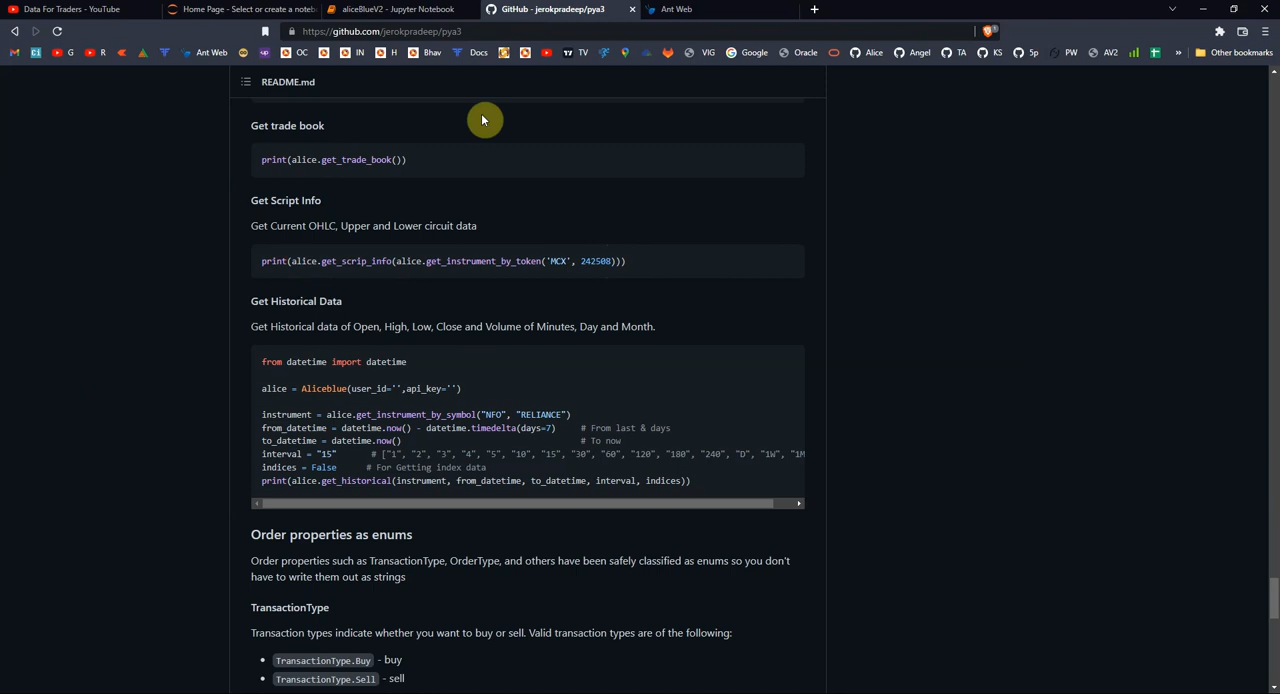 Data For Traders - YouTube
Home Page - Select or create a noteb
aliceBlueV2 - Jupyter Notebook
GitHub - jerokpradeep/pya3
Ant Web
https://github.com/jerokpradeep/pya3
G
R
Ant Web
OC
IN
H
Bhav
Docs
TV
VIG
Google
Oracle
Alice
Angel
TA
KS
5p
PW
AV2
»
Other bookmarks
README.md
Get trade book
print(alice.get_trade_book())
Get Script Info
Get Current OHLC, Upper and Lower circuit data
print(alice.get_scrip_info(alice.get_instrument_by_token('MCX', 242508)))
Get Historical Data
Get Historical data of Open, High, Low, Close and Volume of Minutes, Day and Month.
from datetime import datetime
alice = Aliceblue(user_id='',api_key='')
instrument = alice.get_instrument_by_symbol("NFO", "RELIANCE")
from_datetime = datetime.now() - datetime.timedelta(days=7) # From last & days
to_datetime = datetime.now() # To now
interval = "15" # ["1", "2", "3", "4", "5", "10", "15", "30", "60", "120", "180", "240", "D", "1W", "1M
indices = False # For Getting index data
print(alice.get_historical(instrument, from_datetime, to_datetime, interval, indices))
Order properties as enums
Order properties such as TransactionType, OrderType, and others have been safely classified as enums so you don't
have to write them out as strings
TransactionType
Transaction types indicate whether you want to buy or sell. Valid transaction types are of the following:
• TransactionType.Buy - buy
• TransactionType.Sell - sell